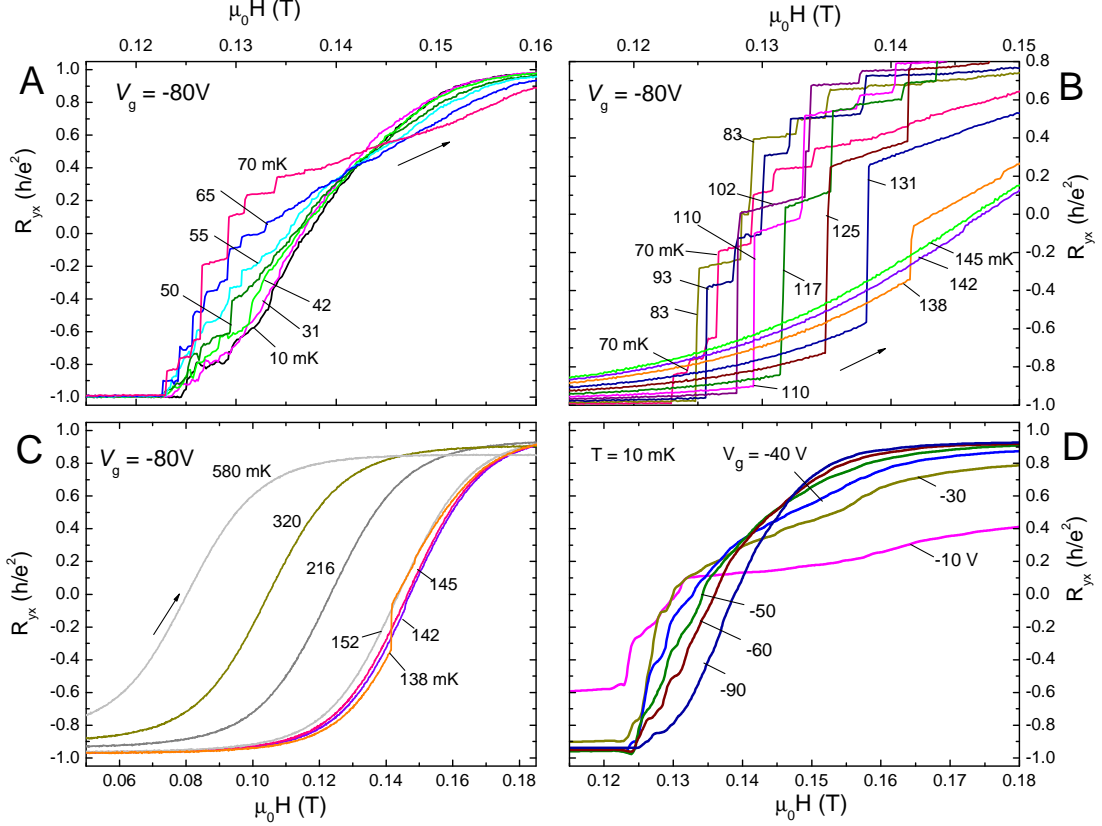 μ₀H (T)
μ₀H (T)
0.12 0.13 0.14 0.15 0.16
0.12 0.13 0.14 0.15
A
V_g = -80V
1.0
0.8
0.6
0.4
0.2
0.0
-0.2
-0.4
-0.6
-0.8
-1.0
R_yx (h/e²)
70 mK
65
55
50
42
31
10 mK
B
V_g = -80V
0.8
0.6
0.4
0.2
0.0
-0.2
-0.4
-0.6
-0.8
-1.0
R_yx (h/e²)
83
102
110
70 mK
93
83
70 mK
131
125
117
145 mK
142
138
110
C
V_g = -80V
1.0
0.8
0.6
0.4
0.2
0.0
-0.2
-0.4
-0.6
-0.8
-1.0
R_yx (h/e²)
580 mK
320
216
152
145
142
138 mK
0.06 0.08 0.10 0.12 0.14 0.16 0.18
μ₀H (T)
D
T = 10 mK
V_g = -40 V
-30
-10 V
-50
-60
-90
1.0
0.8
0.6
0.4
0.2
0.0
-0.2
-0.4
-0.6
-0.8
-1.0
R_yx (h/e²)
0.12 0.13 0.14 0.15 0.16 0.17 0.18
μ₀H (T)